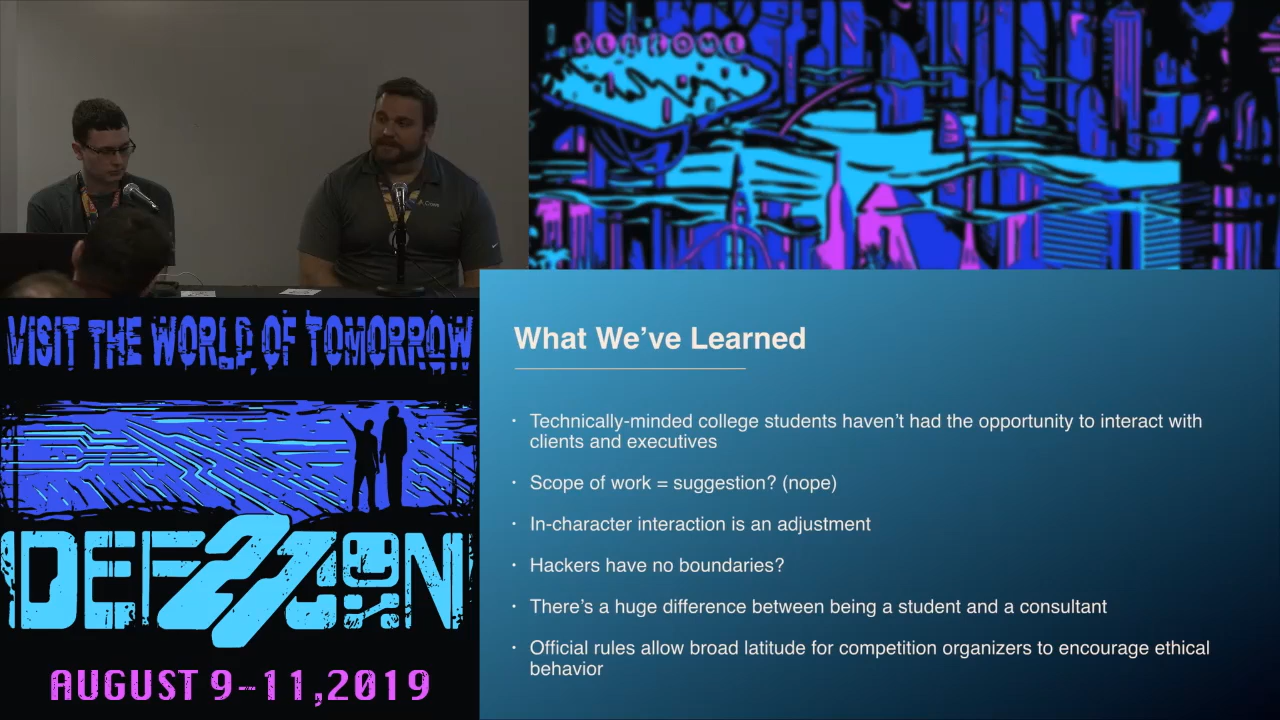 WELCOME
VISIT THE WORLD OF TOMORROW
DEF27CON
AUGUST 9-11,2019
What We've Learned
• Technically-minded college students haven't had the opportunity to interact with
clients and executives
• Scope of work = suggestion? (nope)
• In-character interaction is an adjustment
• Hackers have no boundaries?
• There's a huge difference between being a student and a consultant
• Official rules allow broad latitude for competition organizers to encourage ethical
behavior